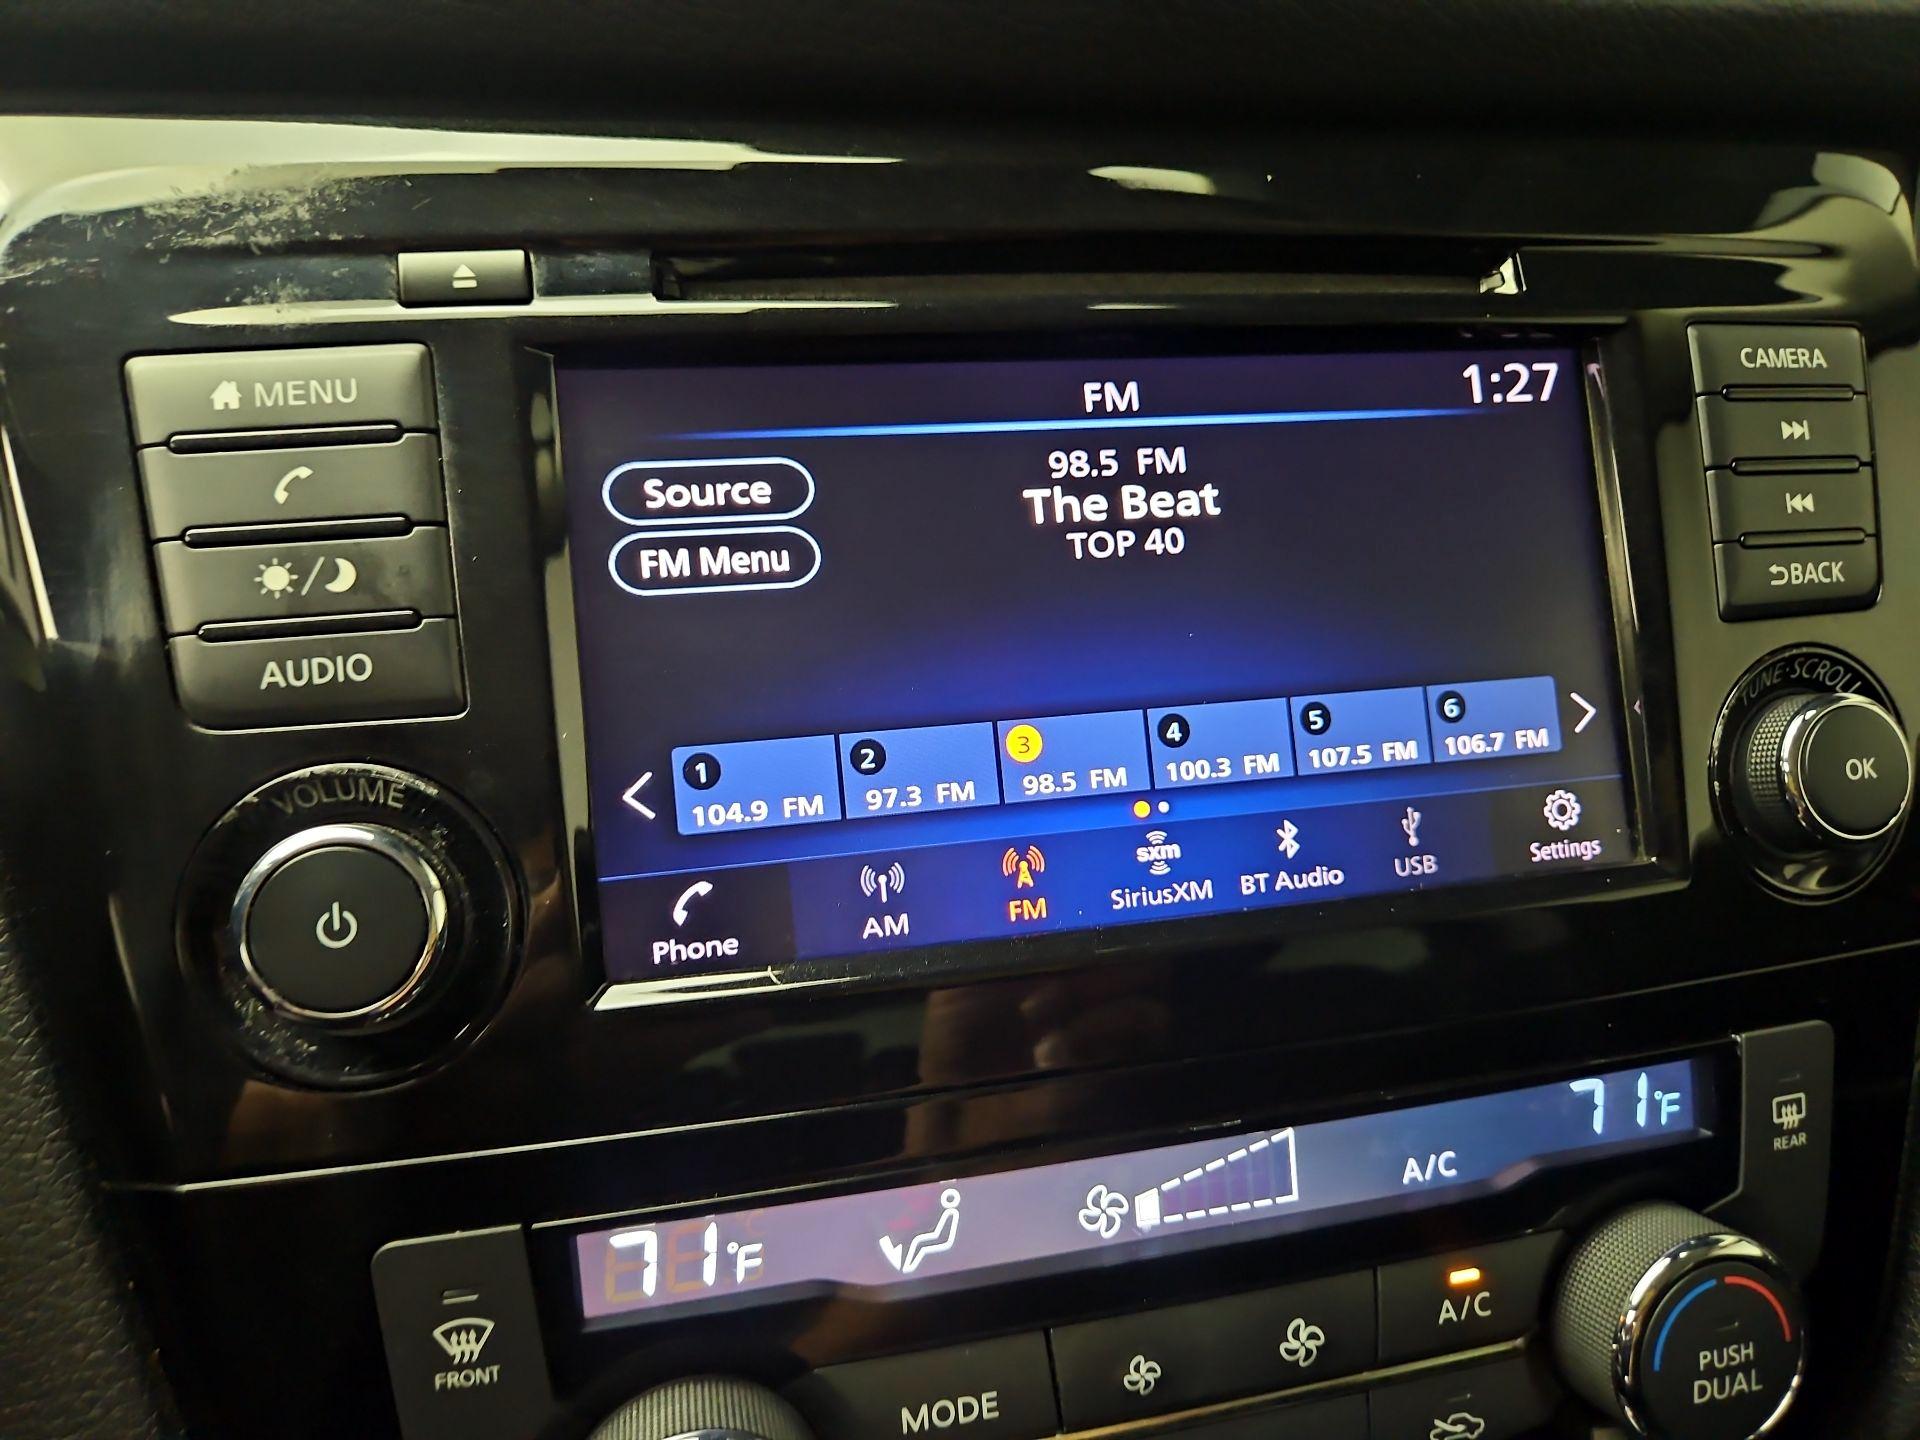 MENU
AUDIO
VOLUME
FM
1:27
Source
FM Menu
98.5 FM
The Beat
TOP 40
1 104.9 FM
2 97.3 FM
3 98.5 FM
4 100.3 FM
5 107.5 FM
6 106.7 FM
Phone
AM
FM
sxm
SiriusXM
BT Audio
USB
Settings
CAMERA
BACK
TUNE·SCROLL
OK
71°F
A/C
71°F
REAR
FRONT
MODE
A/C
PUSH
DUAL